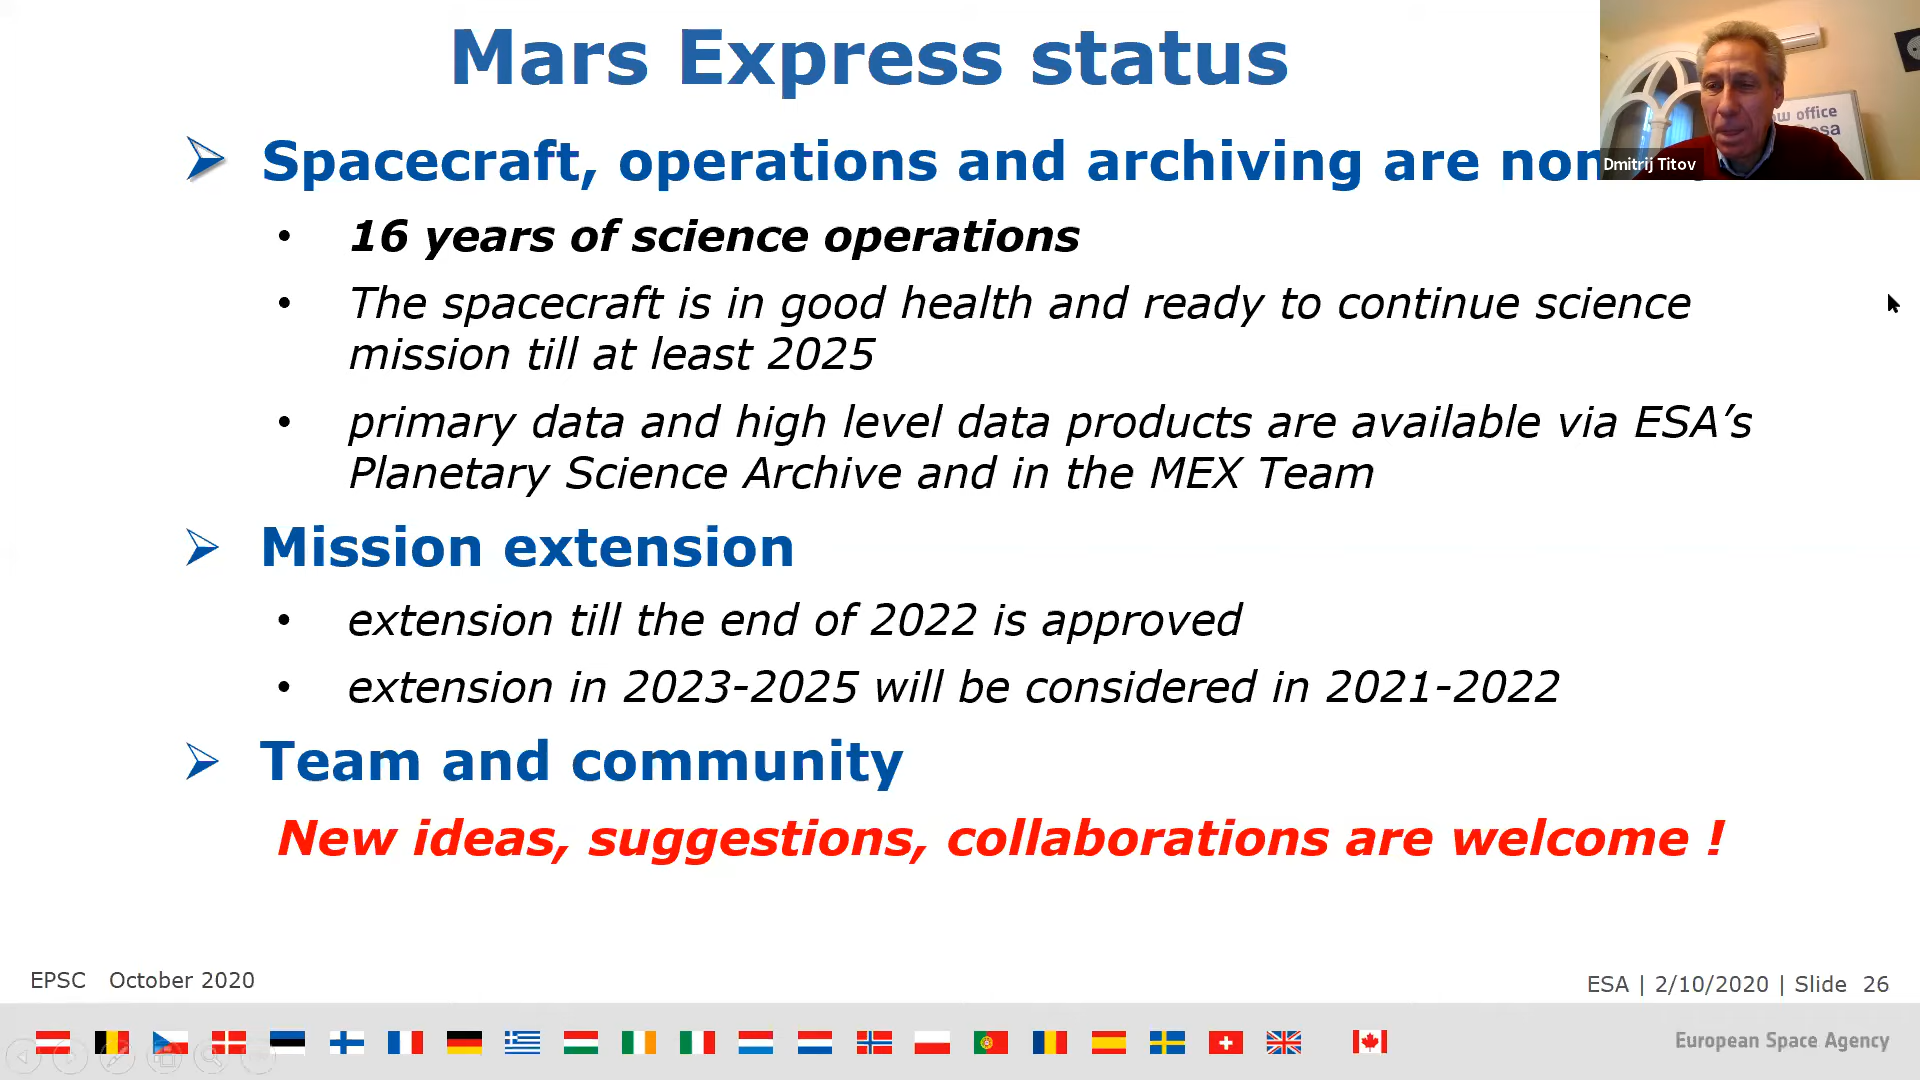 Mars Express status
Spacecraft, operations and archiving are
16 years of science operations
The spacecraft is in good health and ready to continue science
mission till at least 2025
primary data and high level data products are available via ESA’s
Planetary Science Archive and in the MEX Team
Mission extension
extension till the end of 2022 is approved
extension in 2023-2025 will be considered in 2021-2022
Team and community
New ideas, suggestions, collaborations are welcome !
office
esa
Dmitrij Titov
EPSC October 2020
ESA | 2/10/2020 | Slide 26
European Space Agency